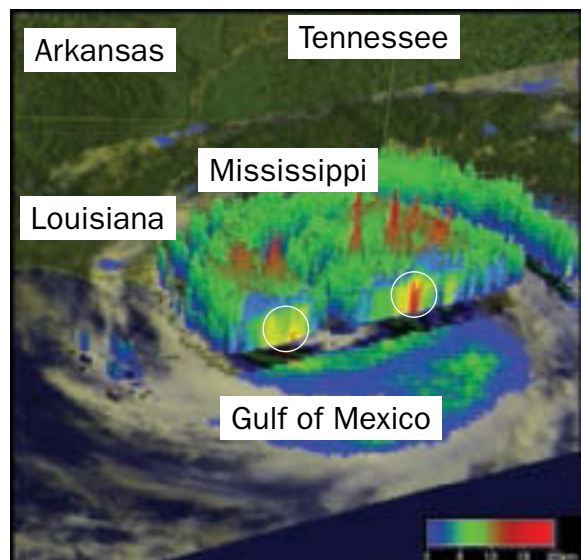 Tennessee
Arkansas
Mississippi
Louisiana
Gulf of Mexico